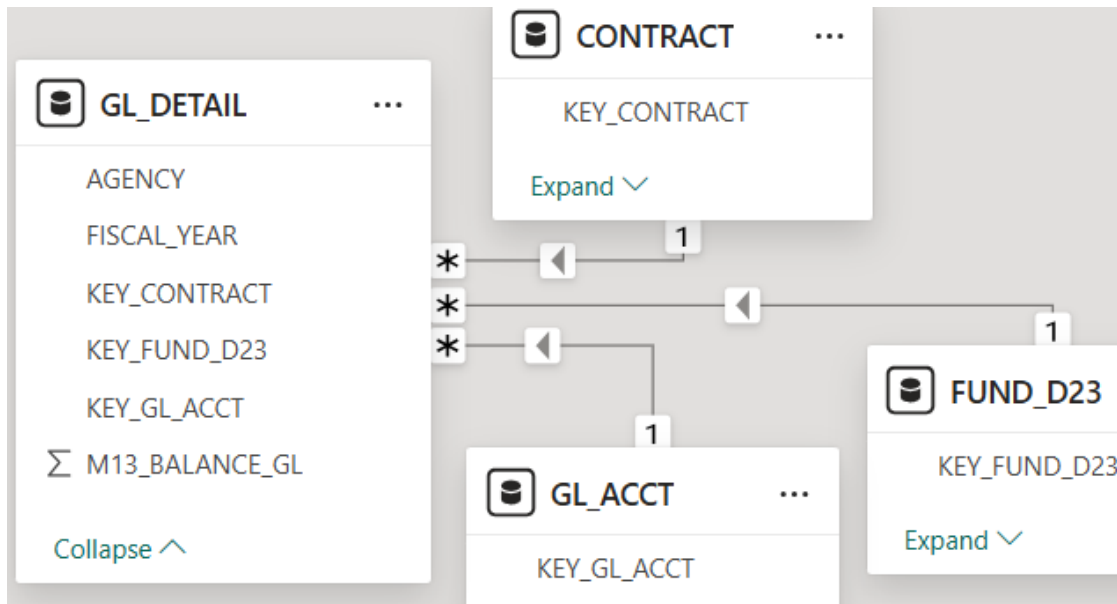 GL_DETAIL
AGENCY
FISCAL_YEAR
KEY_CONTRACT
KEY_FUND_D23
KEY_GL_ACCT
Σ M13_BALANCE_GL
Collapse
CONTRACT
KEY_CONTRACT
Expand
1
*
*
*
1
FUND_D23
KEY_FUND_D23
Expand
1
GL_ACCT
KEY_GL_ACCT